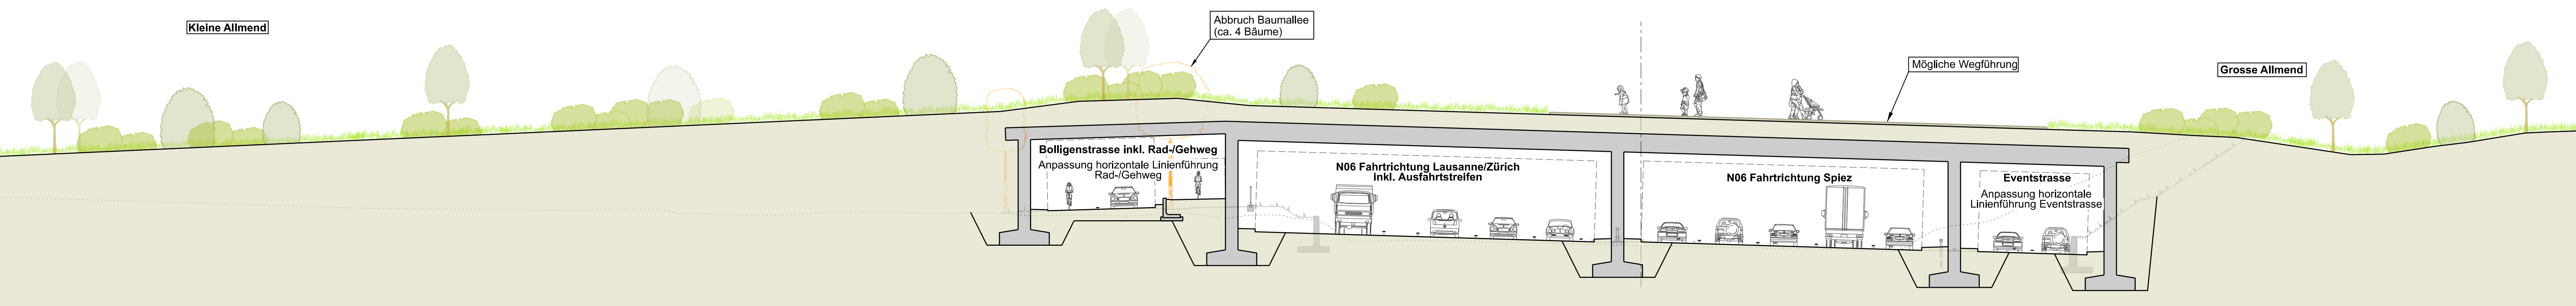 Kleine Allmend
Abbruch Baumallee
(ca. 4 Bäume)
Mögliche Wegführung
Grosse Allmend
Bolligenstrasse inkl. Rad-/Gehweg
Anpassung horizontale Linienführung
Rad-/Gehweg
N06 Fahrtrichtung Lausanne/Zürich
inkl. Ausfahrtstreifen
N06 Fahrtrichtung Spiez
Eventstrasse
Anpassung horizontale
Linienführung Eventstrasse